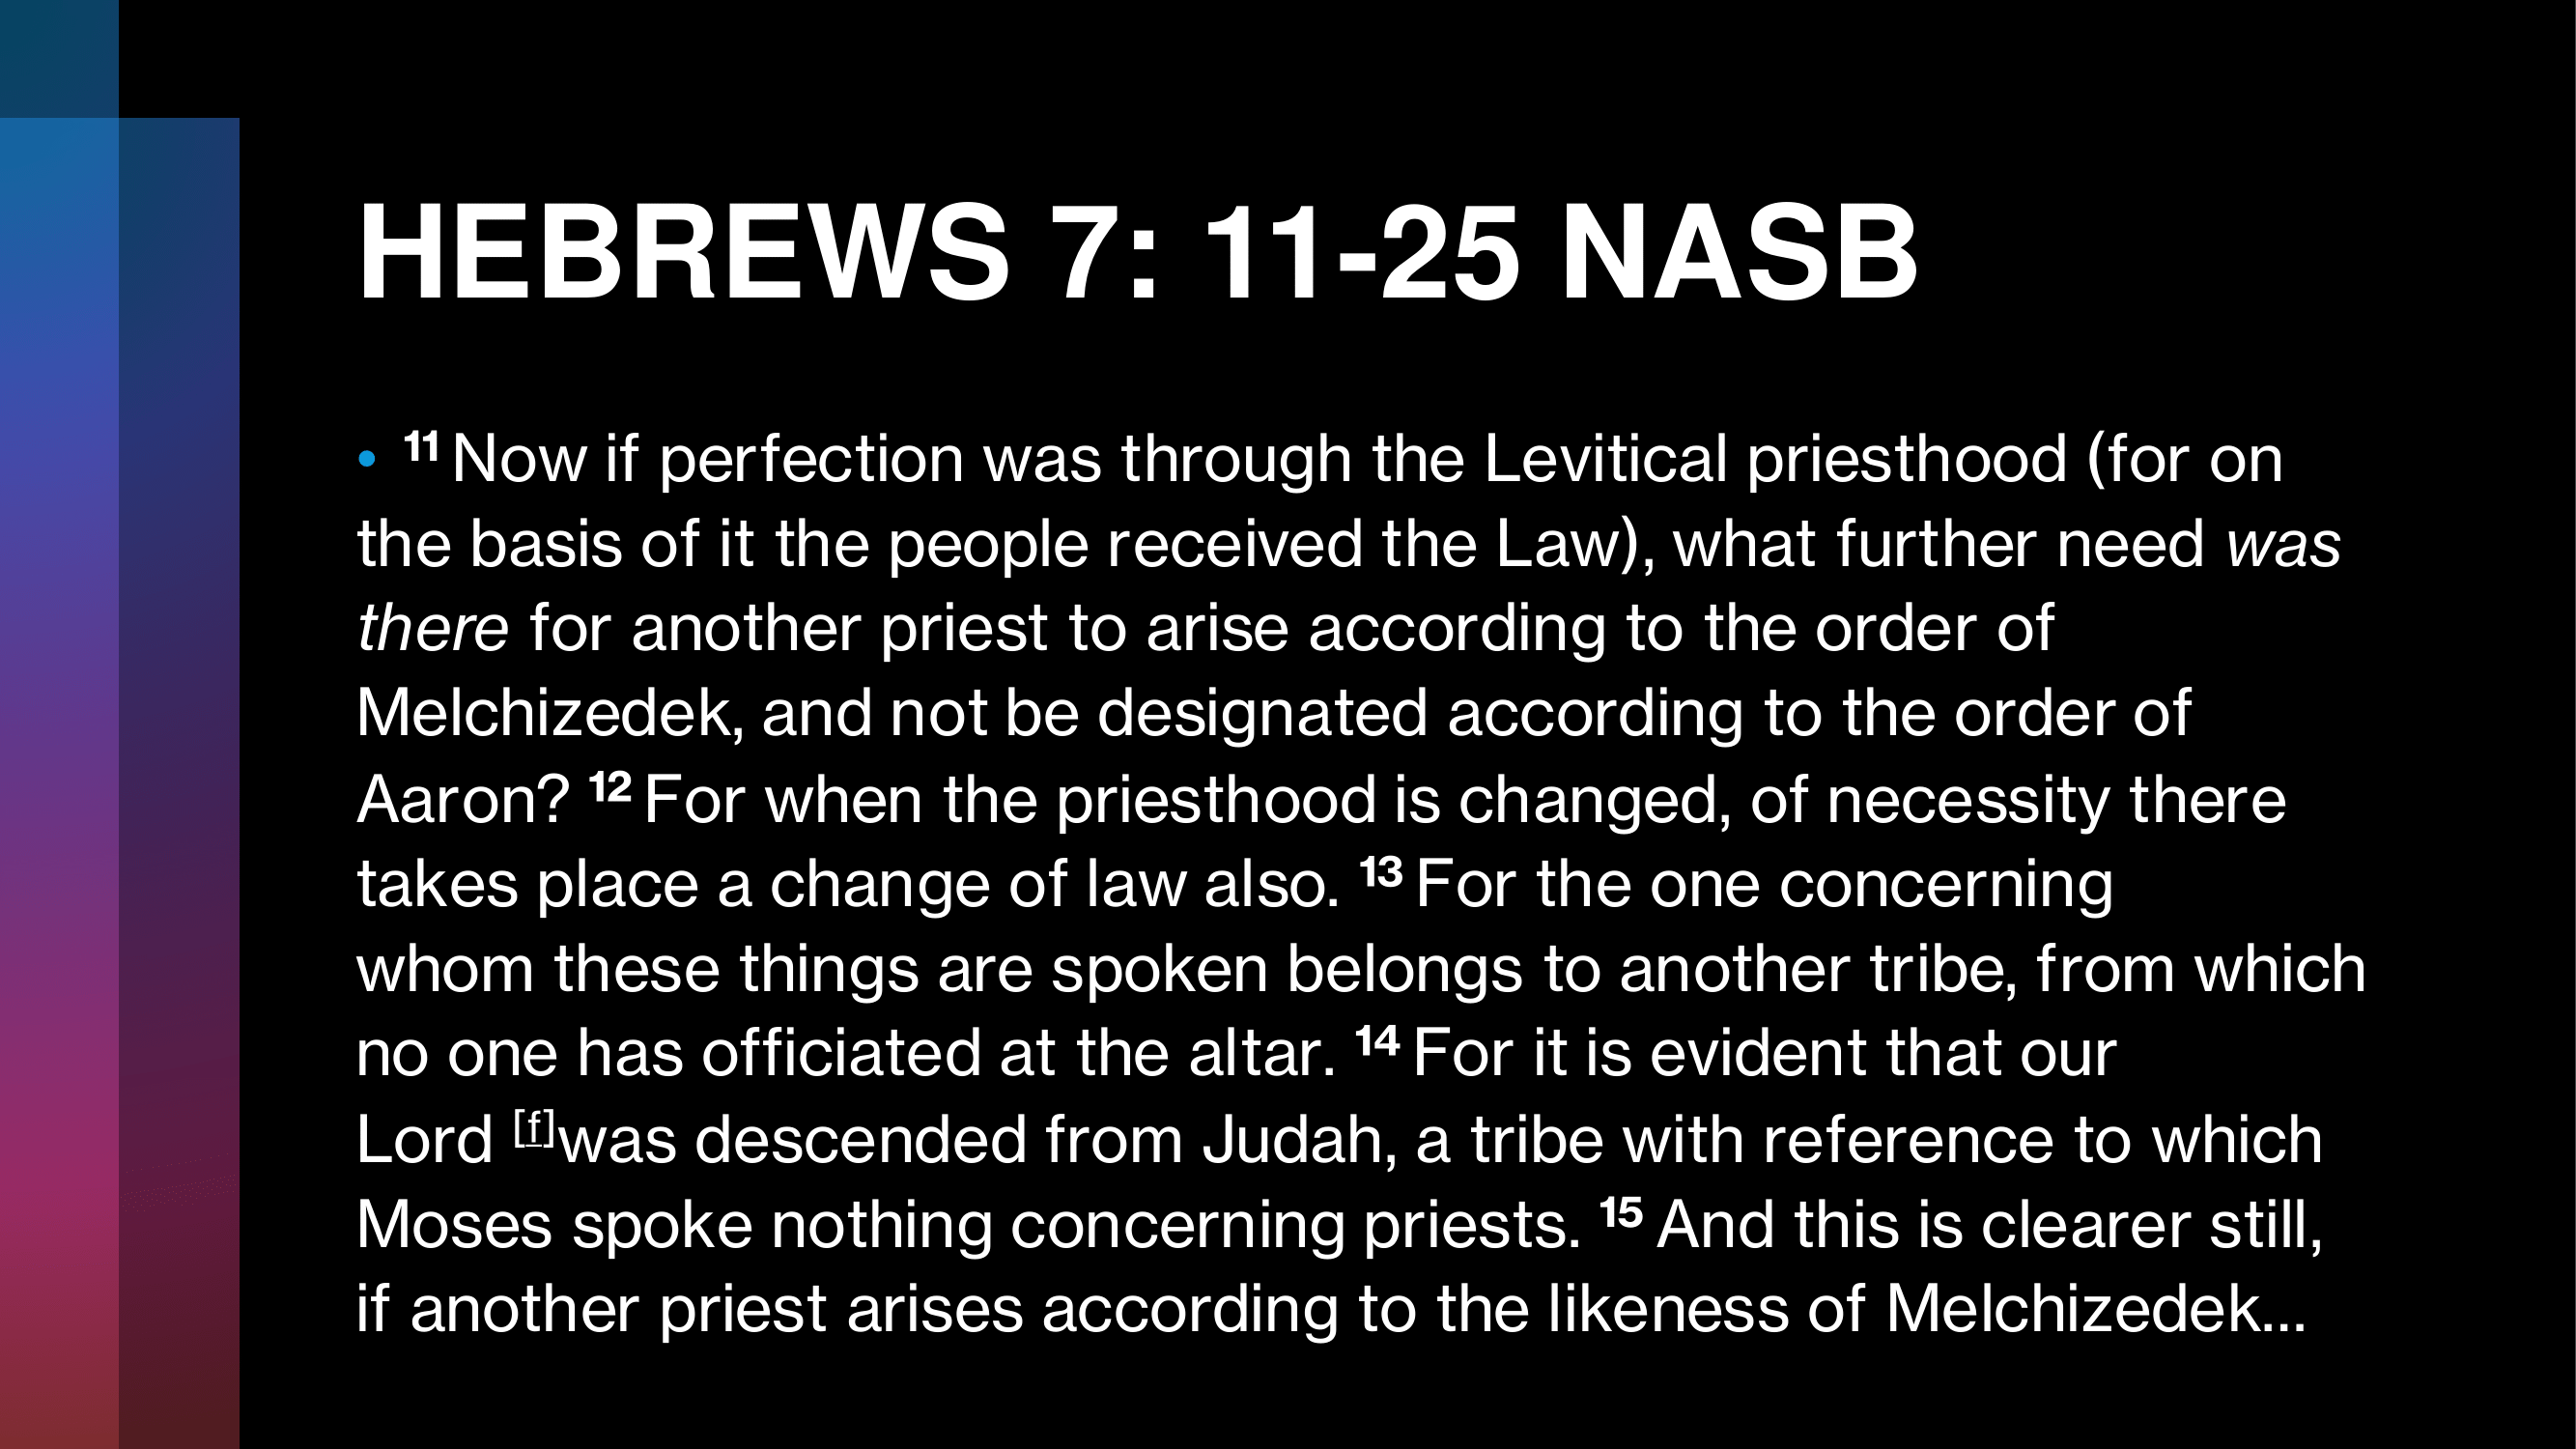 HEBREWS 7: 11-25 NASB
• 11 Now if perfection was through the Levitical priesthood (for on
the basis of it the people received the Law), what further need was
there for another priest to arise according to the order of
Melchizedek, and not be designated according to the order of
Aaron? 12 For when the priesthood is changed, of necessity there
takes place a change of law also. 13 For the one concerning
whom these things are spoken belongs to another tribe, from which
no one has officiated at the altar. 14 For it is evident that our
Lord [f]was descended from Judah, a tribe with reference to which
Moses spoke nothing concerning priests. 15 And this is clearer still,
if another priest arises according to the likeness of Melchizedek...